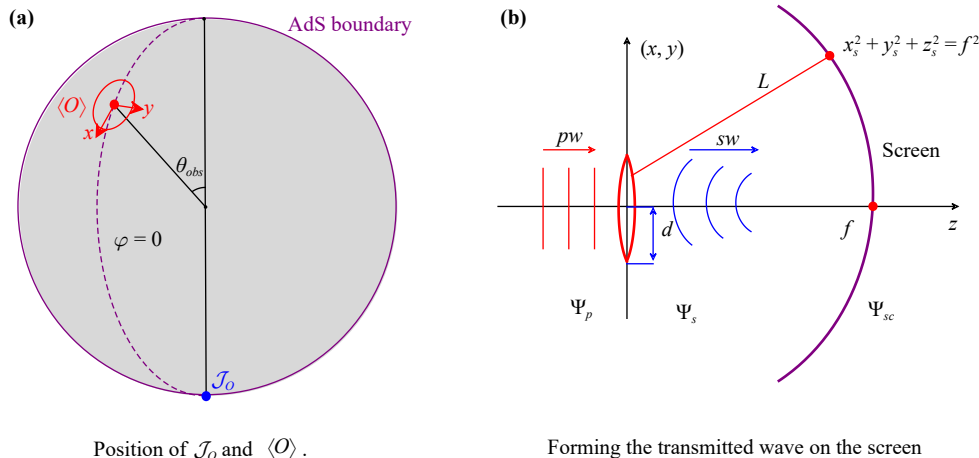 (a)
AdS boundary
⟨O⟩
y
x
θ_obs
φ = 0
𝒥_O
Position of 𝒥_O and ⟨O⟩ .
(b)
(x, y)
x_s^2 + y_s^2 + z_s^2 = f^2
L
pw
sw
Screen
d
f
z
Ψ_p
Ψ_s
Ψ_sc
Forming the transmitted wave on the screen